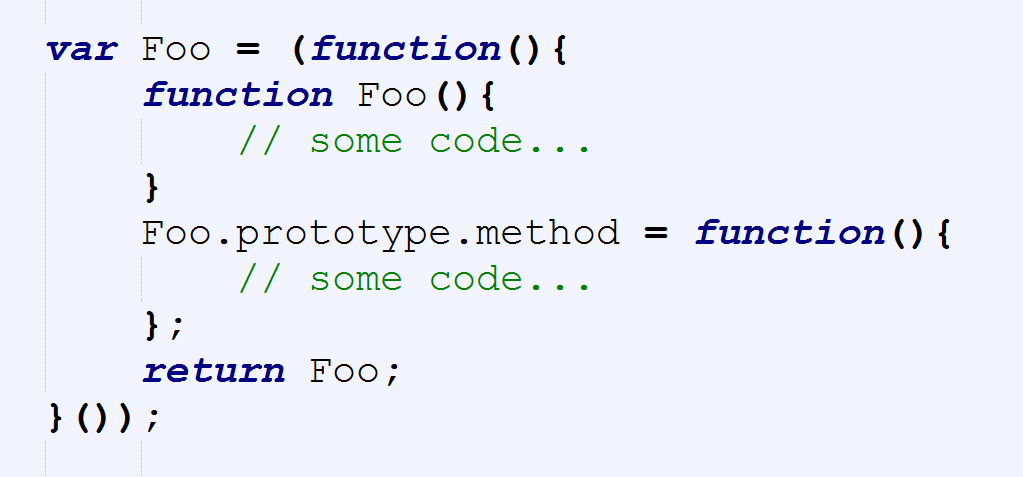 var Foo = (function(){
    function Foo(){
        // some code...
    }
    Foo.prototype.method = function(){
        // some code...
    };
    return Foo;
}());